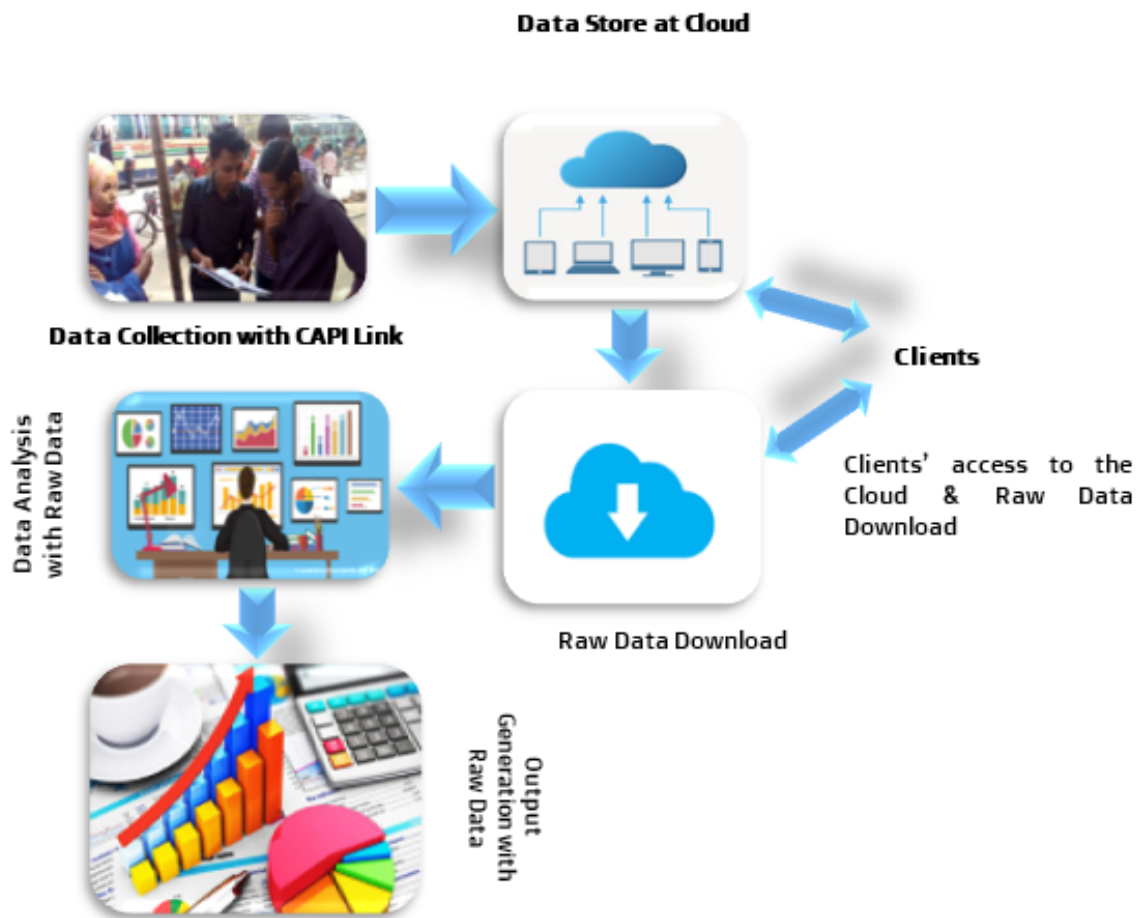 Data Store at Cloud
Data Collection with CAPI Link
Clients
Data Analysis
with Raw Data
Clients’ access to the
Cloud & Raw Data
Download
Raw Data Download
Output
Generation with
Raw Data